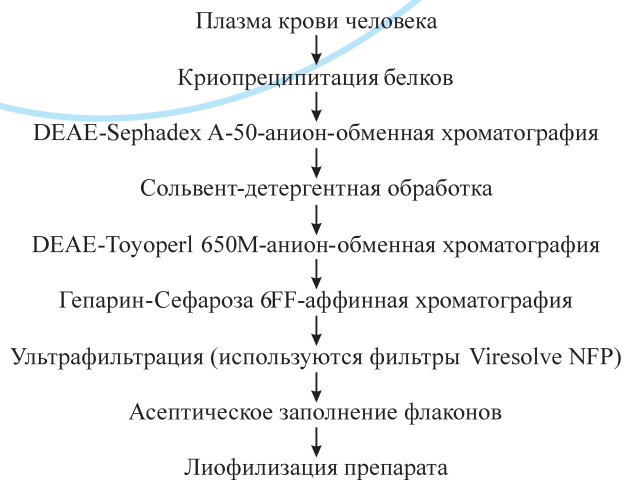 Плазма крови человека
Криопреципитация белков
DEAE-Sephadex A-50-анион-обменная хроматография
Сольвент-детергентная обработка
DEAE-Toyoperl 650M-анион-обменная хроматография
Гепарин-Сефароза 6FF-аффинная хроматография
Ультрафильтрация (используются фильтры Viresolve NFP)
Асептическое заполнение флаконов
Лиофилизация препарата